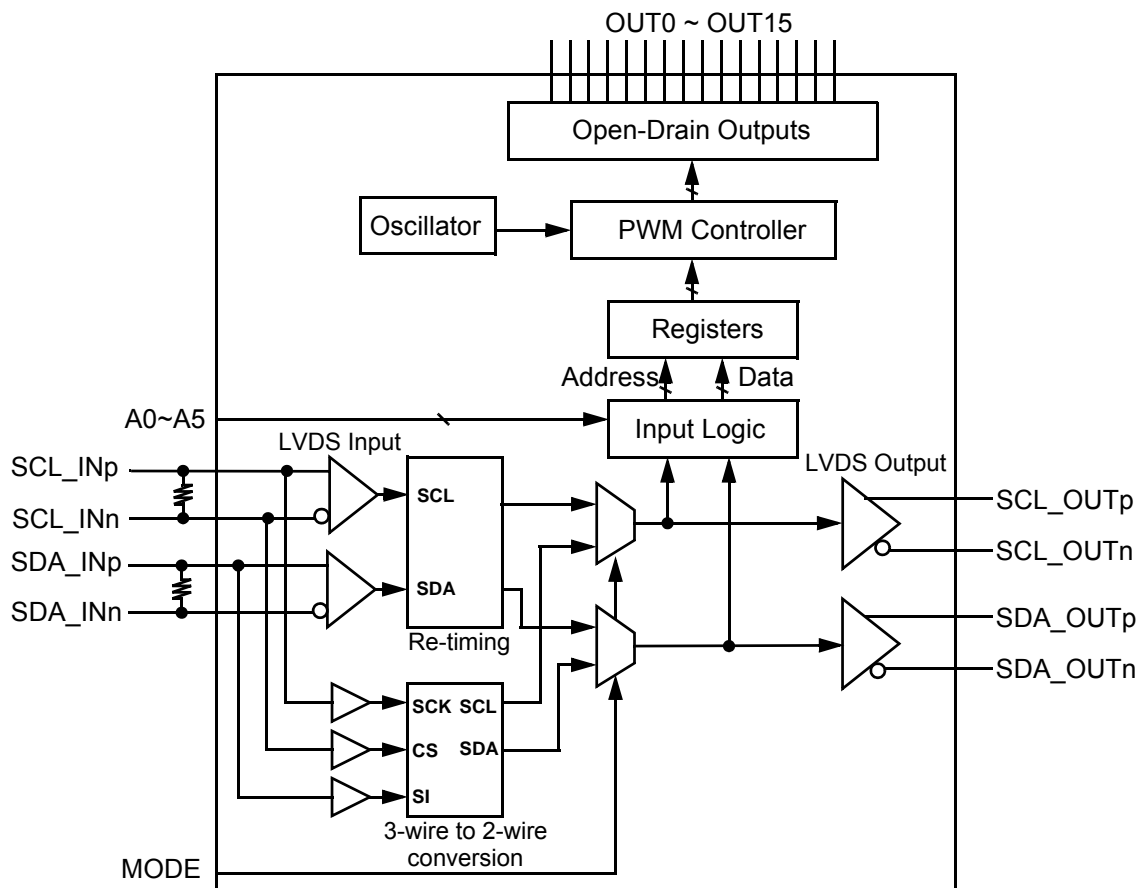 OUT0 ~ OUT15
Open-Drain Outputs
Oscillator
PWM Controller
Registers
Address
Data
A0~A5
Input Logic
LVDS Input
LVDS Output
SCL_INp
SCL_INn
SDA_INp
SDA_INn
SCL
SDA
Re-timing
SCL_OUTp
SCL_OUTn
SDA_OUTp
SDA_OUTn
SCK SCL
CS SDA
SI
3-wire to 2-wire
conversion
MODE